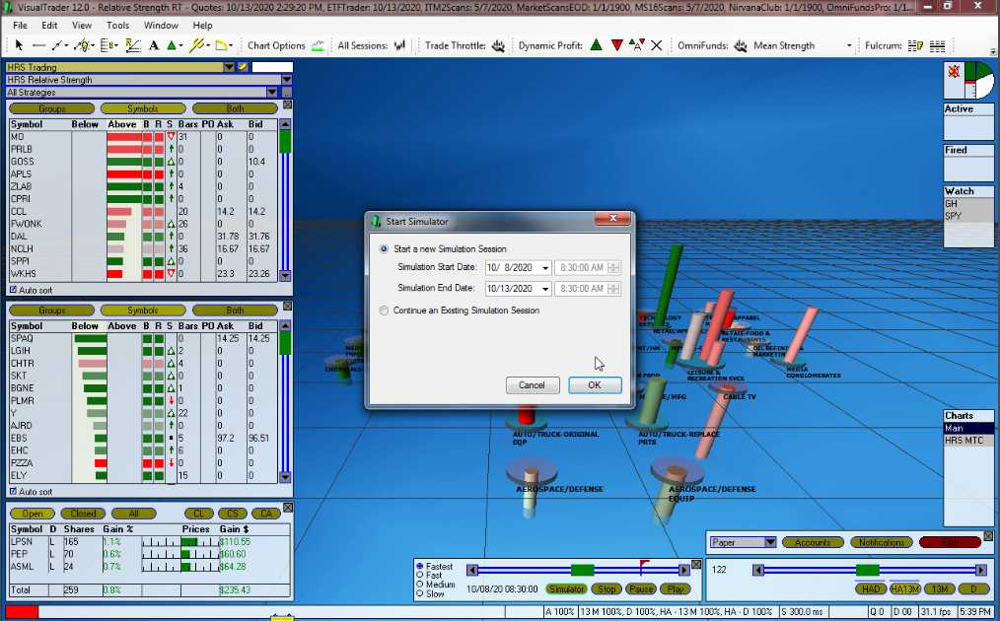 VisualTrader 12.0 - Relative Strength RT - Quotes: 10/13/2020 2:29:20 PM, ETFTrader: 10/13/2020, ITM2Scans: 5/7/2020, MarketScansEOD: 1/1/1900, MS16Scans: 5/7/2020, NirvanaClub: 1/1/1900, OmniFundsPro: 1/1...
File Edit View Tools Window Help
Chart Options All Sessions: Trade Throttle: Dynamic Profit: OmniFunds: Mean Strength Fulcrum:
HRS Trading
HRS Relative Strength
All Strategies
Groups Symbols Both
Symbol Below Above B R S Bars PO Ask Bid
MO 31 0 0
PRLB 0 0 0
GOSS 0 0 10.4
APLS 0 0 0
ZLAB 4 0 0
CPRI 0 0 0
CCL 20 14.2 14.2
FWONK 26 0 0
DAL 0 31.78 31.76
NCLH 36 16.67 16.67
SPPI 0 0 0
WKHS 0 23.3 23.26
Auto sort
Groups Symbols Both
Symbol Below Above B R S Bars PO Ask Bid
SPAQ 0 14.25 14.25
LGIH 2 0 0
CHTR 4 0 0
SKT 0 0 0
BGNE 1 0 0
PLMR 0 0 0
Y 22 0 0
AJRD 0 0 0
EBS 5 97.2 96.51
EHC 6 0 0
PZZA 0 0 0
ELY 15 0 0
Auto sort
Open Closed All CL CS CA
Symbol D Shares Gain % Prices Gain $
LPSN L 165 1.1% $110.55
PEP L 70 0.6% $60.60
ASML L 24 0.7% $64.28
Total 259 0.8% $235.43
Start Simulator
Start a new Simulation Session
Simulation Start Date: 10/ 8/2020 8:30:00 AM
Simulation End Date: 10/13/2020 8:30:00 AM
Continue an Existing Simulation Session
Cancel OK
LEISURE &
RECREATION SVCS
MEDIA
CONGLOMERATES
CABLE TV
AUTO/TRUCK-ORIGINAL
EQP
AUTO/TRUCK-REPLACE
PRTS
AEROSPACE/DEFENSE
AEROSPACE/DEFENSE
EQUIP
Active
Fired
Watch
GH
SPY
Charts
Main
HRS MTC
Paper Accounts Notifications
Fastest
Fast
Medium
Slow
10/08/20 08:30:00 Simulator Stop Pause Play
122
HAD HA13M 13M D
A 100% 13 M 100%, D 100%, HA - 13 M 100%, HA - D 100% S 300.0 ms Q 0 D 00 31.1 fps 5:39 PM